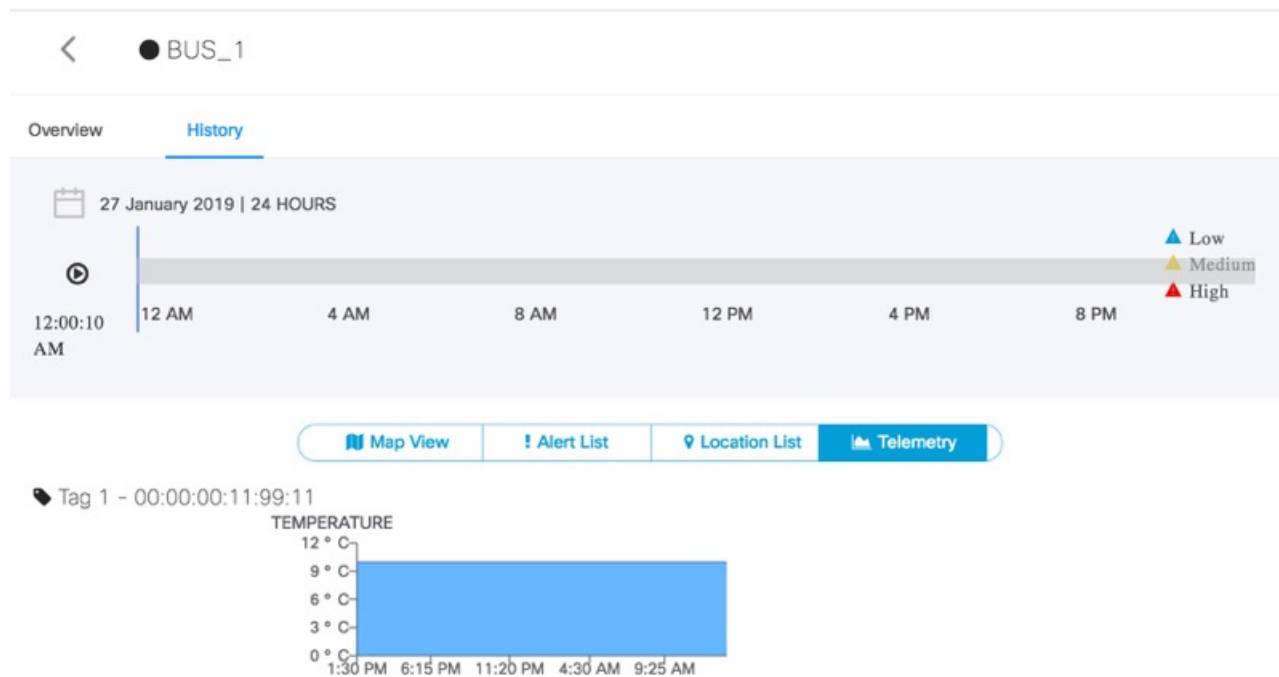 BUS_1
Overview History
27 January 2019 | 24 HOURS
Low
Medium
High
12:00:10
AM
12 AM 4 AM 8 AM 12 PM 4 PM 8 PM
Map View Alert List Location List Telemetry
Tag 1 - 00:00:00:11:99:11
TEMPERATURE
12 ° C
9 ° C
6 ° C
3 ° C
0 ° C
1:30 PM 6:15 PM 11:20 PM 4:30 AM 9:25 AM